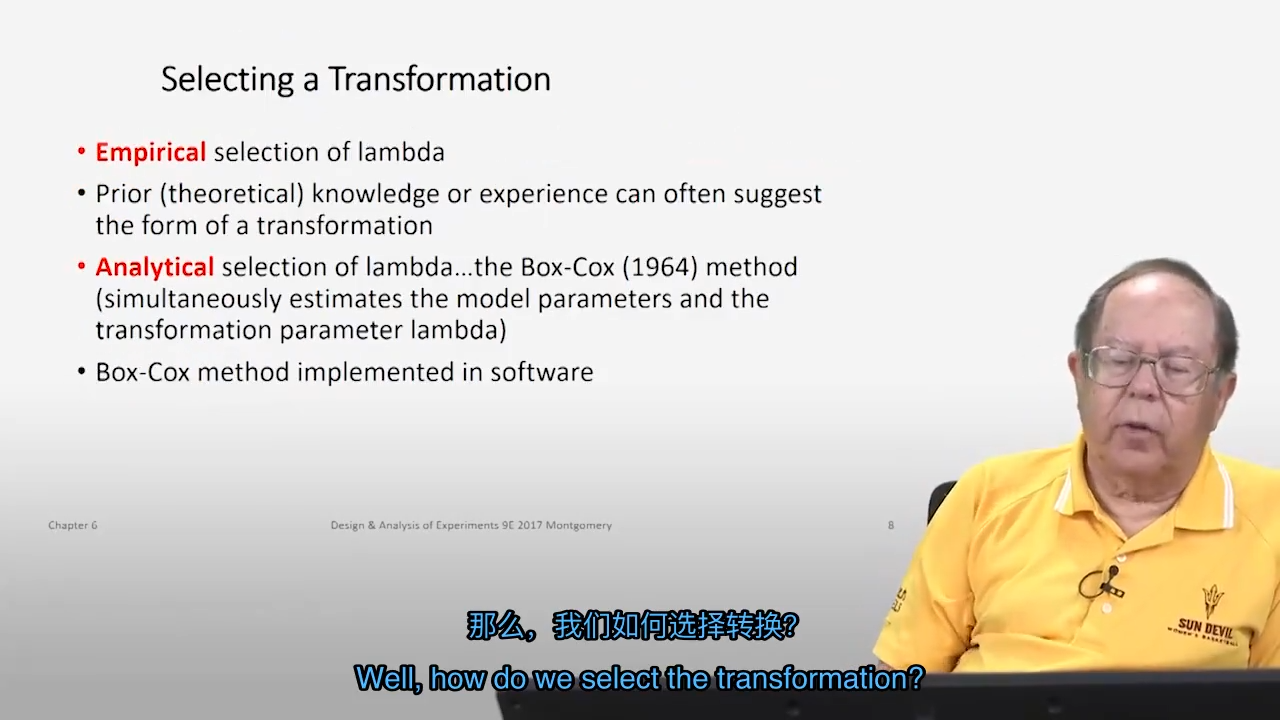 Selecting a Transformation
• Empirical selection of lambda
• Prior (theoretical) knowledge or experience can often suggest
the form of a transformation
• Analytical selection of lambda...the Box-Cox (1964) method
(simultaneously estimates the model parameters and the
transformation parameter lambda)
• Box-Cox method implemented in software
Chapter 6
Design & Analysis of Experiments 9E 2017 Montgomery
8
SUN DEVIL
WOMEN'S BASKETBALL
那么，我们如何选择转换？
Well, how do we select the transformation?